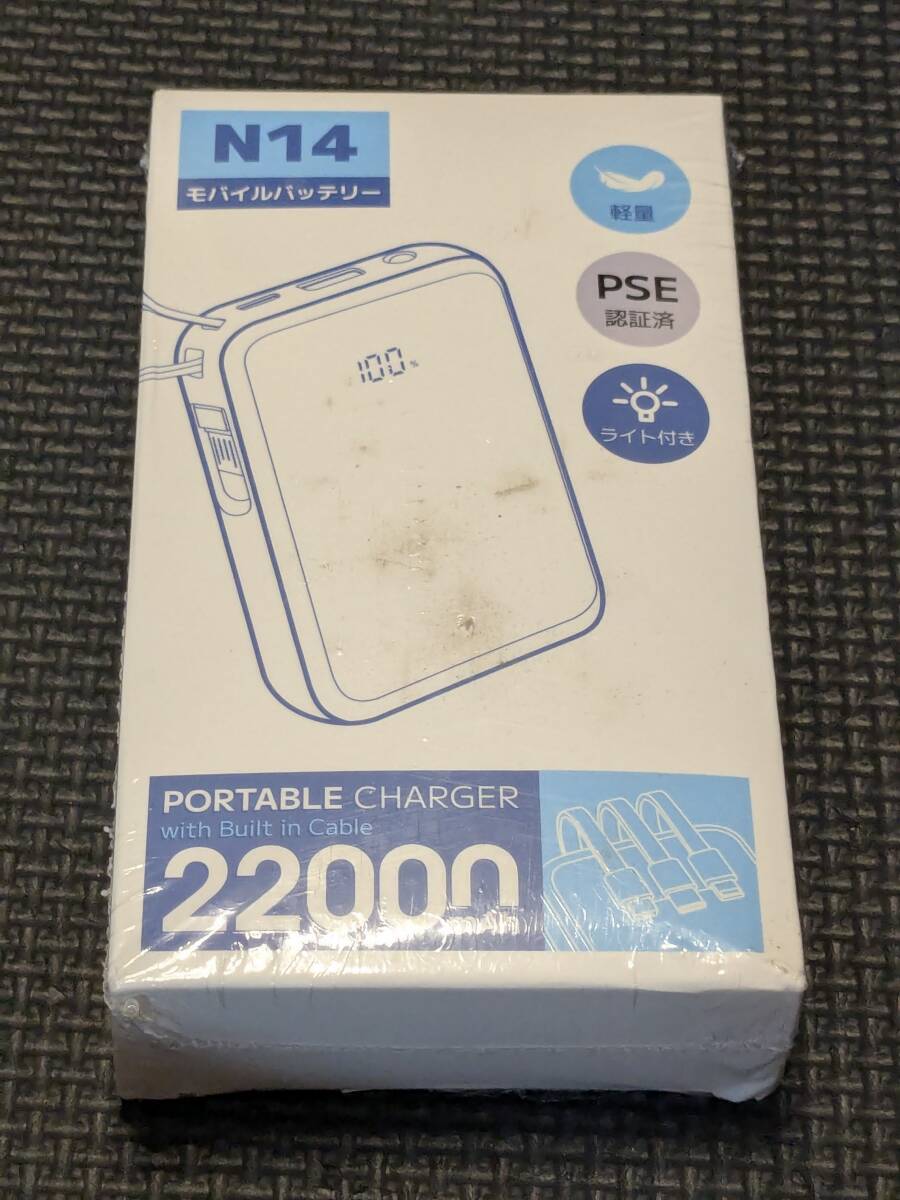 N14
モバイルバッテリー
軽量
PSE
認証済
ライト付き
100%
PORTABLE CHARGER
with Built in Cable
22000